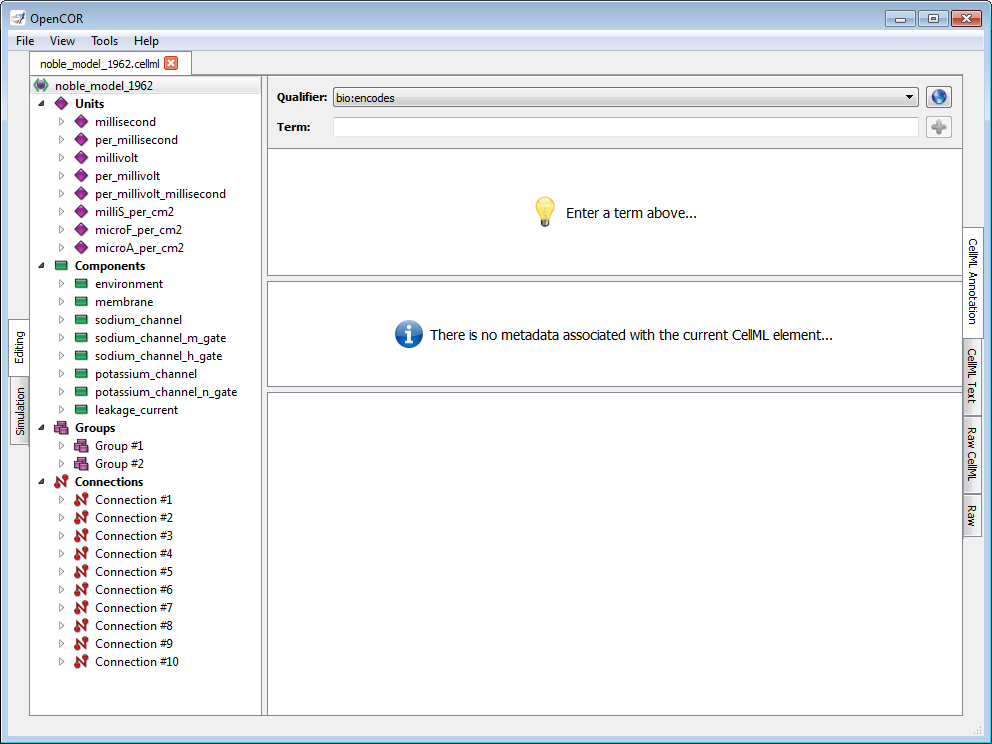 OpenCOR
File View Tools Help
noble_model_1962.cellml
noble_model_1962
Units
millisecond
per_millisecond
millivolt
per_millivolt
per_millivolt_millisecond
milliS_per_cm2
microF_per_cm2
microA_per_cm2
Components
environment
membrane
sodium_channel
sodium_channel_m_gate
sodium_channel_h_gate
potassium_channel
potassium_channel_n_gate
leakage_current
Groups
Group #1
Group #2
Connections
Connection #1
Connection #2
Connection #3
Connection #4
Connection #5
Connection #6
Connection #7
Connection #8
Connection #9
Connection #10
Editing
Simulation
Qualifier: bio:encodes
Term:
Enter a term above...
There is no metadata associated with the current CellML element...
CellML Annotation
CellML Text
Raw CellML
Raw